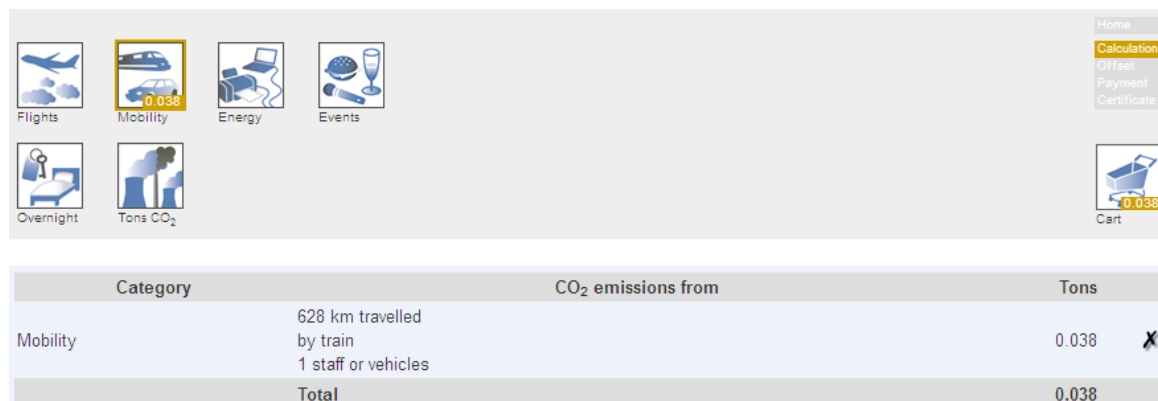 Home
Calculation
Offset
Payment
Certificate
0.038
Flights
Mobility
Energy
Events
0.038
Overnight
Tons CO₂
Cart
Category CO₂ emissions from Tons
628 km travelled
Mobility by train 0.038 X
1 staff or vehicles
Total 0.038